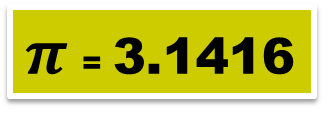 π = 3.1416